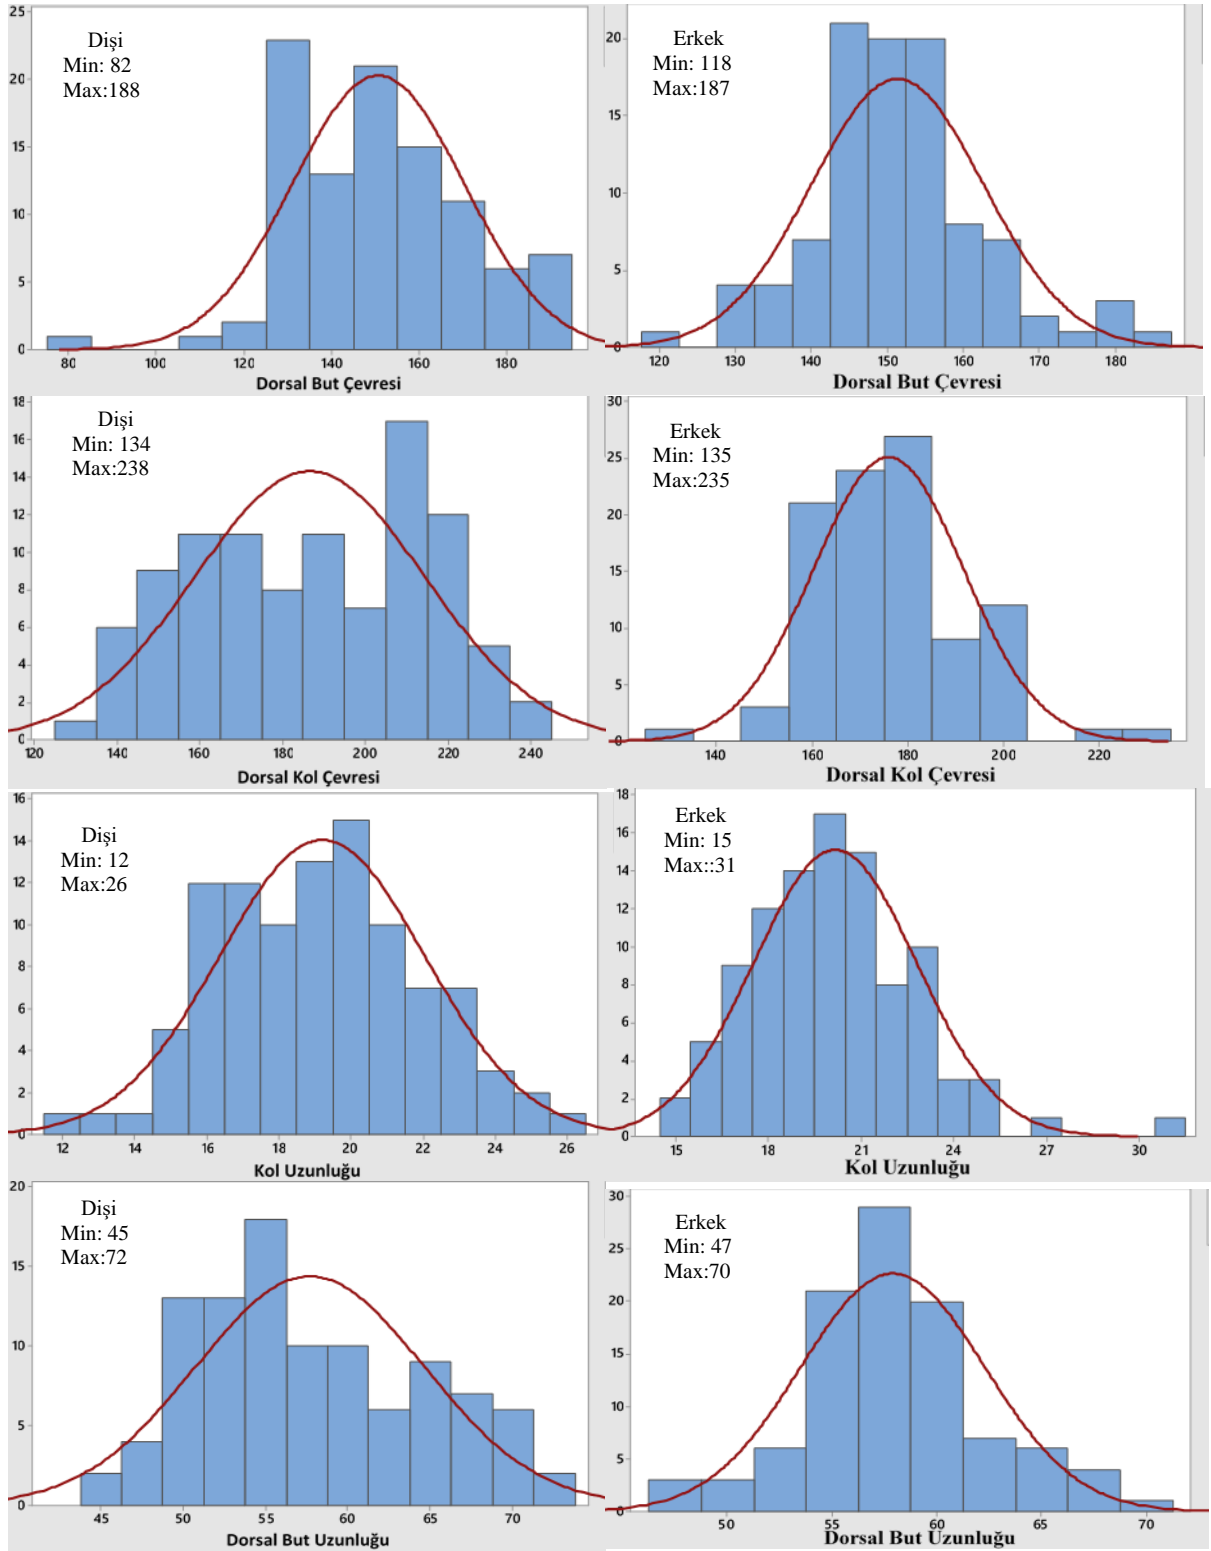 Dişi
Min: 82
Max:188
25
20
15
10
5
0
80 100 120 140 160 180
Dorsal But Çevresi
Erkek
Min: 118
Max:187
20
15
10
5
0
120 130 140 150 160 170 180
Dorsal But Çevresi
Dişi
Min: 134
Max:238
18
16
14
12
10
8
6
4
2
0
120 140 160 180 200 220 240
Dorsal Kol Çevresi
Erkek
Min: 135
Max:235
30
25
20
15
10
5
0
140 160 180 200 220
Dorsal Kol Çevresi
Dişi
Min: 12
Max:26
16
14
12
10
8
6
4
2
0
12 14 16 18 20 22 24 26
Kol Uzunluğu
Erkek
Min: 15
Max::31
18
16
14
12
10
8
6
4
2
0
15 18 21 24 27 30
Kol Uzunluğu
Dişi
Min: 45
Max:72
20
15
10
5
0
45 50 55 60 65 70
Dorsal But Uzunluğu
Erkek
Min: 47
Max:70
30
25
20
15
10
5
0
50 55 60 65 70
Dorsal But Uzunluğu